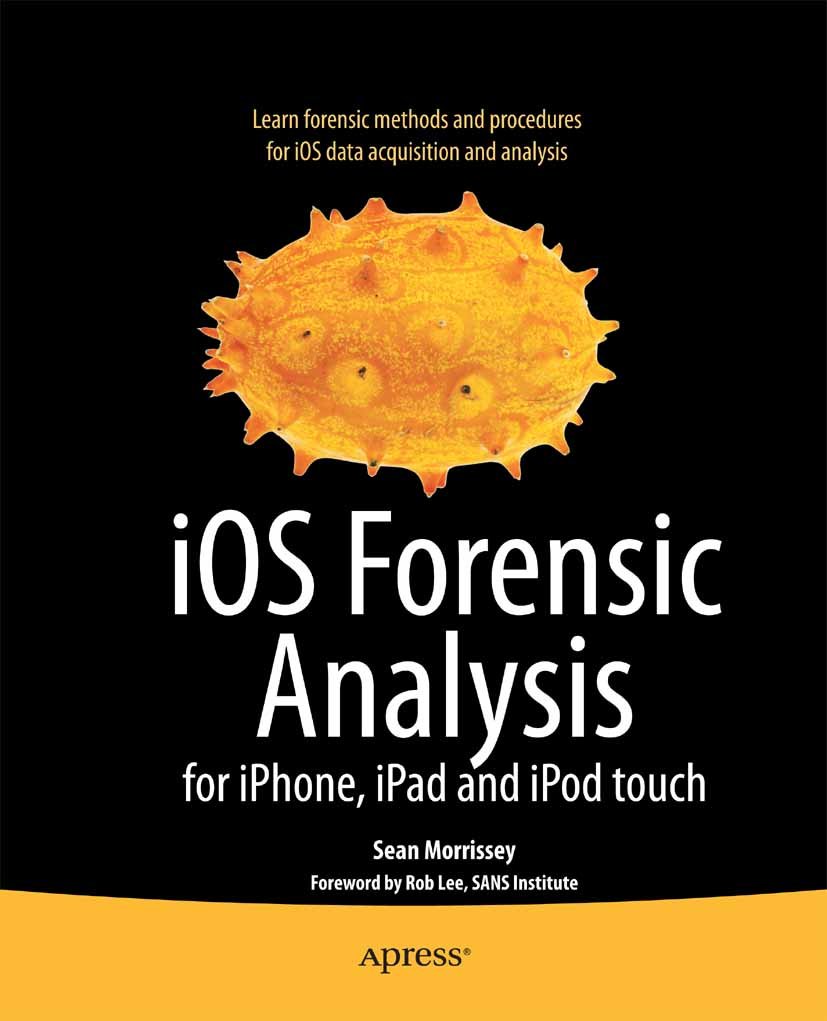 Learn forensic methods and procedures
for iOS data acquisition and analysis
iOS Forensic
Analysis
for iPhone, iPad and iPod touch
Sean Morrissey
Foreword by Rob Lee, SANS Institute
Apress®